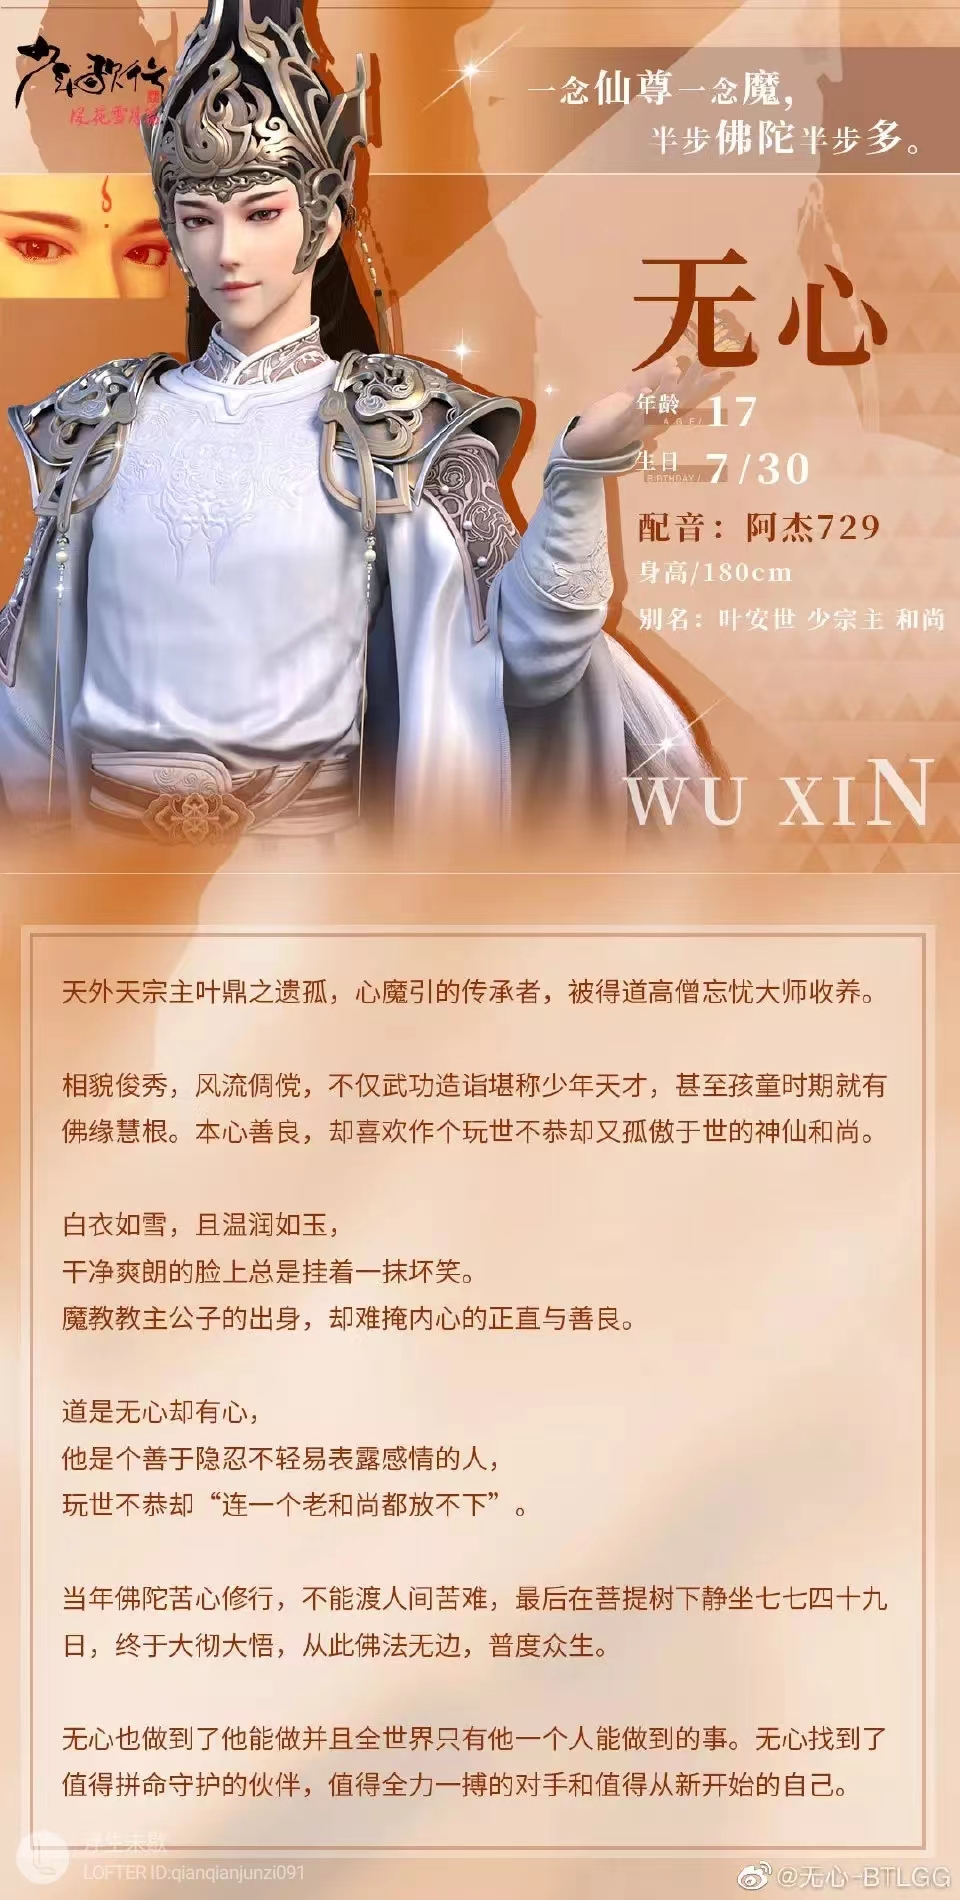 少年歌行
风花雪月篇
一念仙尊一念魔，
半步佛陀半步多。
无心
年龄 17
AGE/
生日 7/30
BIRTHDAY/
配音：阿杰729
身高/180cm
别名：叶安世 少宗主 和尚
WU XIN
天外天宗主叶鼎之遗孤，心魔引的传承者，被得道高僧忘忧大师收养。
相貌俊秀，风流倜傥，不仅武功造诣堪称少年天才，甚至孩童时期就有
佛缘慧根。本心善良，却喜欢作个玩世不恭却又孤傲于世的神仙和尚。
白衣如雪，且温润如玉，
干净爽朗的脸上总是挂着一抹坏笑。
魔教教主公子的出身，却难掩内心的正直与善良。
道是无心却有心，
他是个善于隐忍不轻易表露感情的人，
玩世不恭却“连一个老和尚都放不下”。
当年佛陀苦心修行，不能渡人间苦难，最后在菩提树下静坐七七四十九
日，终于大彻大悟，从此佛法无边，普度众生。
无心也做到了他能做并且全世界只有他一个人能做到的事。无心找到了
值得拼命守护的伙伴，值得全力一搏的对手和值得从新开始的自己。
浮生未歇
LOFTER ID:qianqianjunzi091
@无心-BTLGG